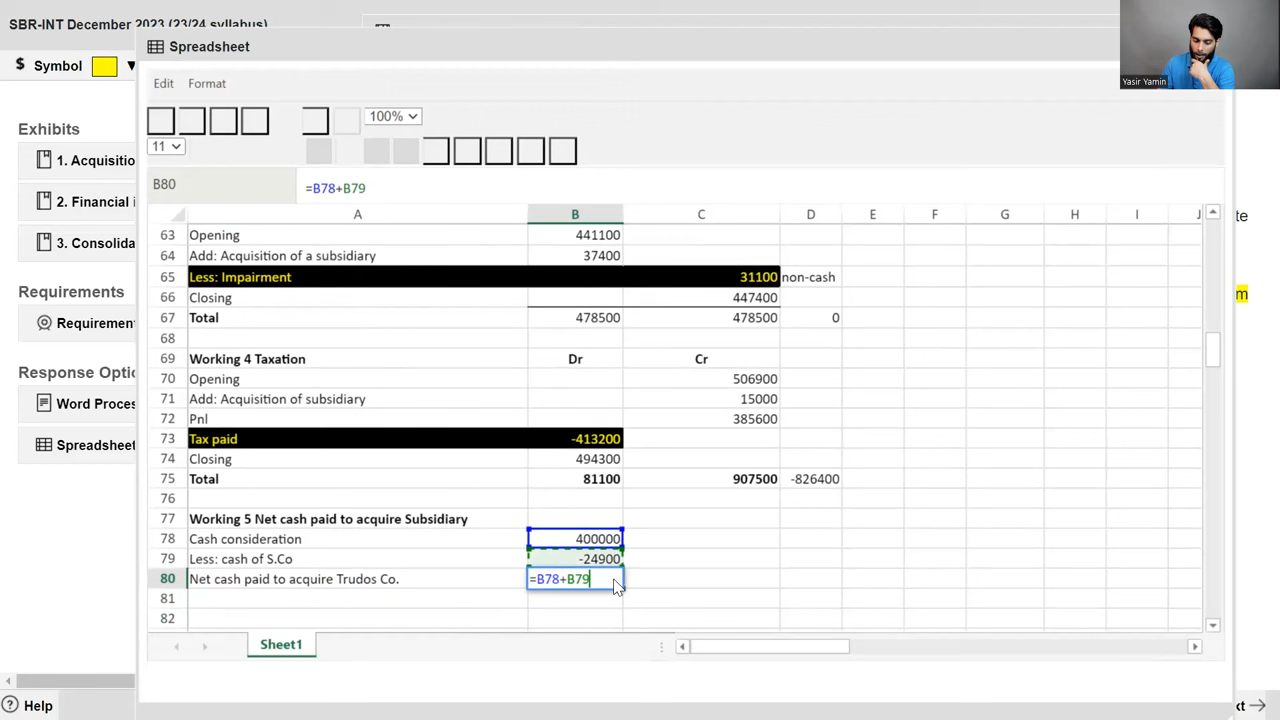 SBR-INT December 2023 (23/24 syllabus)
$ Symbol
Exhibits
1. Acquisitio
2. Financial i
3. Consolida
Requirements
Requirement
Response Optio
Word Proces
Spreadsheet
Help
Spreadsheet
Edit Format
100%
11
B80 =B78+B79
A B C D E F G H I J
63 Opening 441100
64 Add: Acquisition of a subsidiary 37400
65 Less: Impairment 31100 non-cash
66 Closing 447400
67 Total 478500 478500 0
68
69 Working 4 Taxation Dr Cr
70 Opening 506900
71 Add: Acquisition of subsidiary 15000
72 Pnl 385600
73 Tax paid -413200
74 Closing 494300
75 Total 81100 907500 -826400
76
77 Working 5 Net cash paid to acquire Subsidiary
78 Cash consideration 400000
79 Less: cash of S.Co -24900
80 Net cash paid to acquire Trudos Co. =B78+B79
81
82
Sheet1
Yasir Yamin
te
m
xt